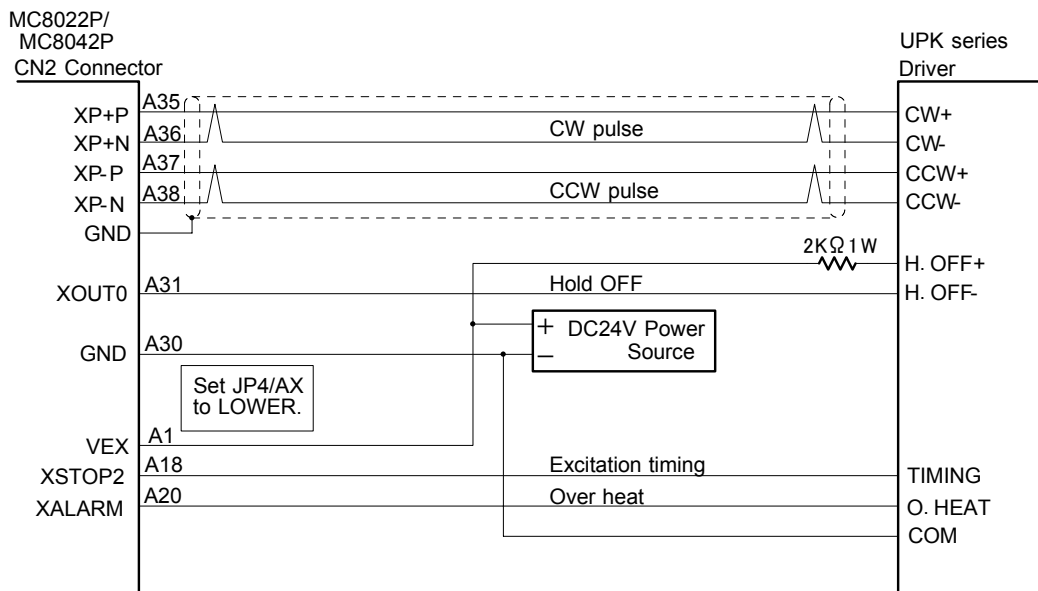 MC8022P/
MC8042P
CN2 Connector
UPK series
Driver
XP+P A35 CW+
XP+N A36 CW pulse CW-
XP-P A37 CCW+
XP-N A38 CCW pulse CCW-
GND
2KΩ1W
H. OFF+
XOUT0 A31 Hold OFF H. OFF-
+ DC24V Power
GND A30 − Source
Set JP4/AX
to LOWER.
VEX A1
XSTOP2 A18 Excitation timing TIMING
XALARM A20 Over heat O. HEAT
COM